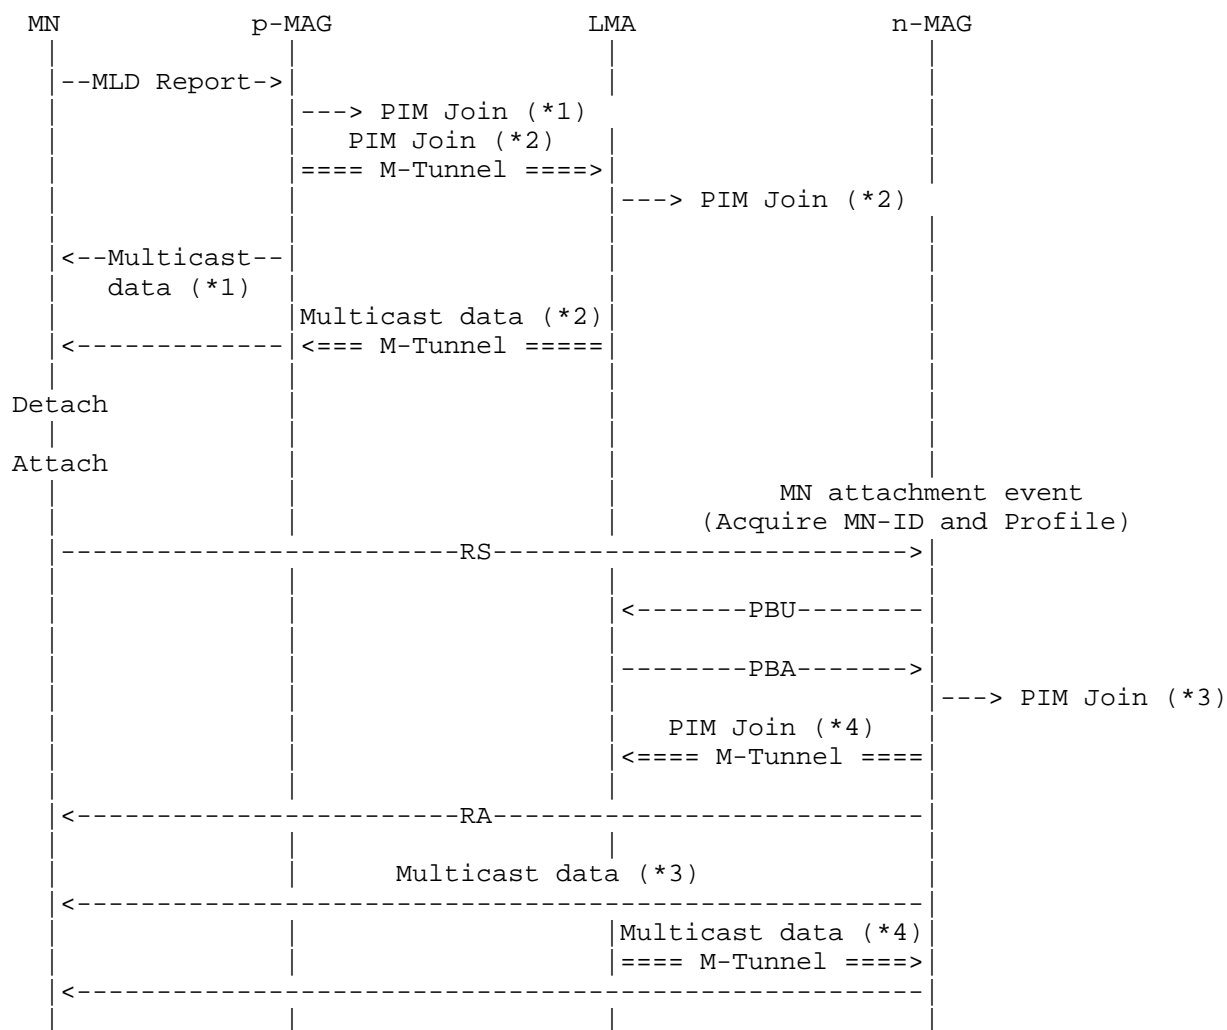 MN p-MAG LMA n-MAG
--MLD Report->
---> PIM Join (*1)
PIM Join (*2)
==== M-Tunnel ====>
---> PIM Join (*2)
<--Multicast--
data (*1)
Multicast data (*2)
<------------- <=== M-Tunnel =====
Detach
Attach
MN attachment event
(Acquire MN-ID and Profile)
-------------------------RS-------------------------->
<-------PBU--------
--------PBA------->
---> PIM Join (*3)
PIM Join (*4)
<==== M-Tunnel ====
<------------------------RA---------------------------
Multicast data (*3)
<-----------------------------------------------------
Multicast data (*4)
==== M-Tunnel ====>
<-----------------------------------------------------